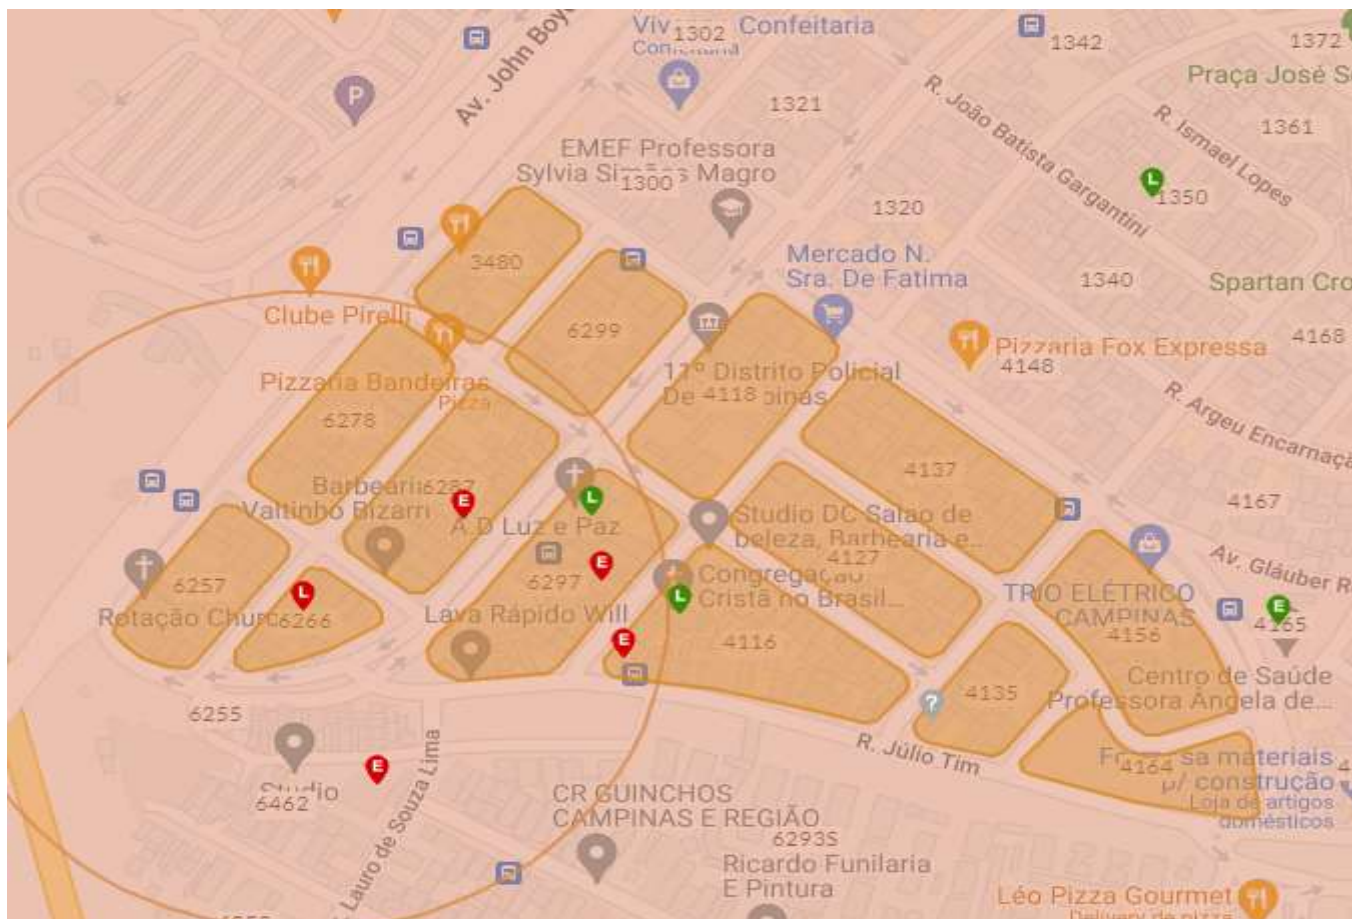 Av. John Boy
Viv
1302
Confeitaria
1342
1372
Praça José S
R. João Batista Gargantini
1321
R. Ismael Lopes
1361
EMEF Professora
Sylvia Simões Magro
1300
L
1350
1320
P
3480
Mercado N.
Sra. De Fatima
1340
Spartan Cro
Clube Pirelli
6299
4168
Pizzaria Fox Expressa
4148
Pizzaria Bandeiras
Pizza
11º Distrito Policial
De
4118
pinas
R. Argeu Encarnaçã
6278
4137
Barbearia
6287
Valtinho Bizarri
E
L
A.D Luz e Paz
Studio DC Salão de
beleza, Barbearia e...
4167
4127
Av. Gláuber R
6257
L
6297
E
Congregação
Cristã no Brasil...
L
TRIO ELÉTRICO
CAMPINAS
E
Rotação Churc
6266
Lava Rápido Will
E
4116
4156
4165
Centro de Saúde
Professora Ângela de...
4135
?
6255
R. Júlio Tim
Lauro de Souza Lima
E
4164
sa materiais
p/ construção
Loja de artigos
domésticos
6462
CR GUINCHOS
CAMPINAS E REGIÃO
6293S
Ricardo Funilaria
E Pintura
Léo Pizza Gourmet
Delivery de pizza